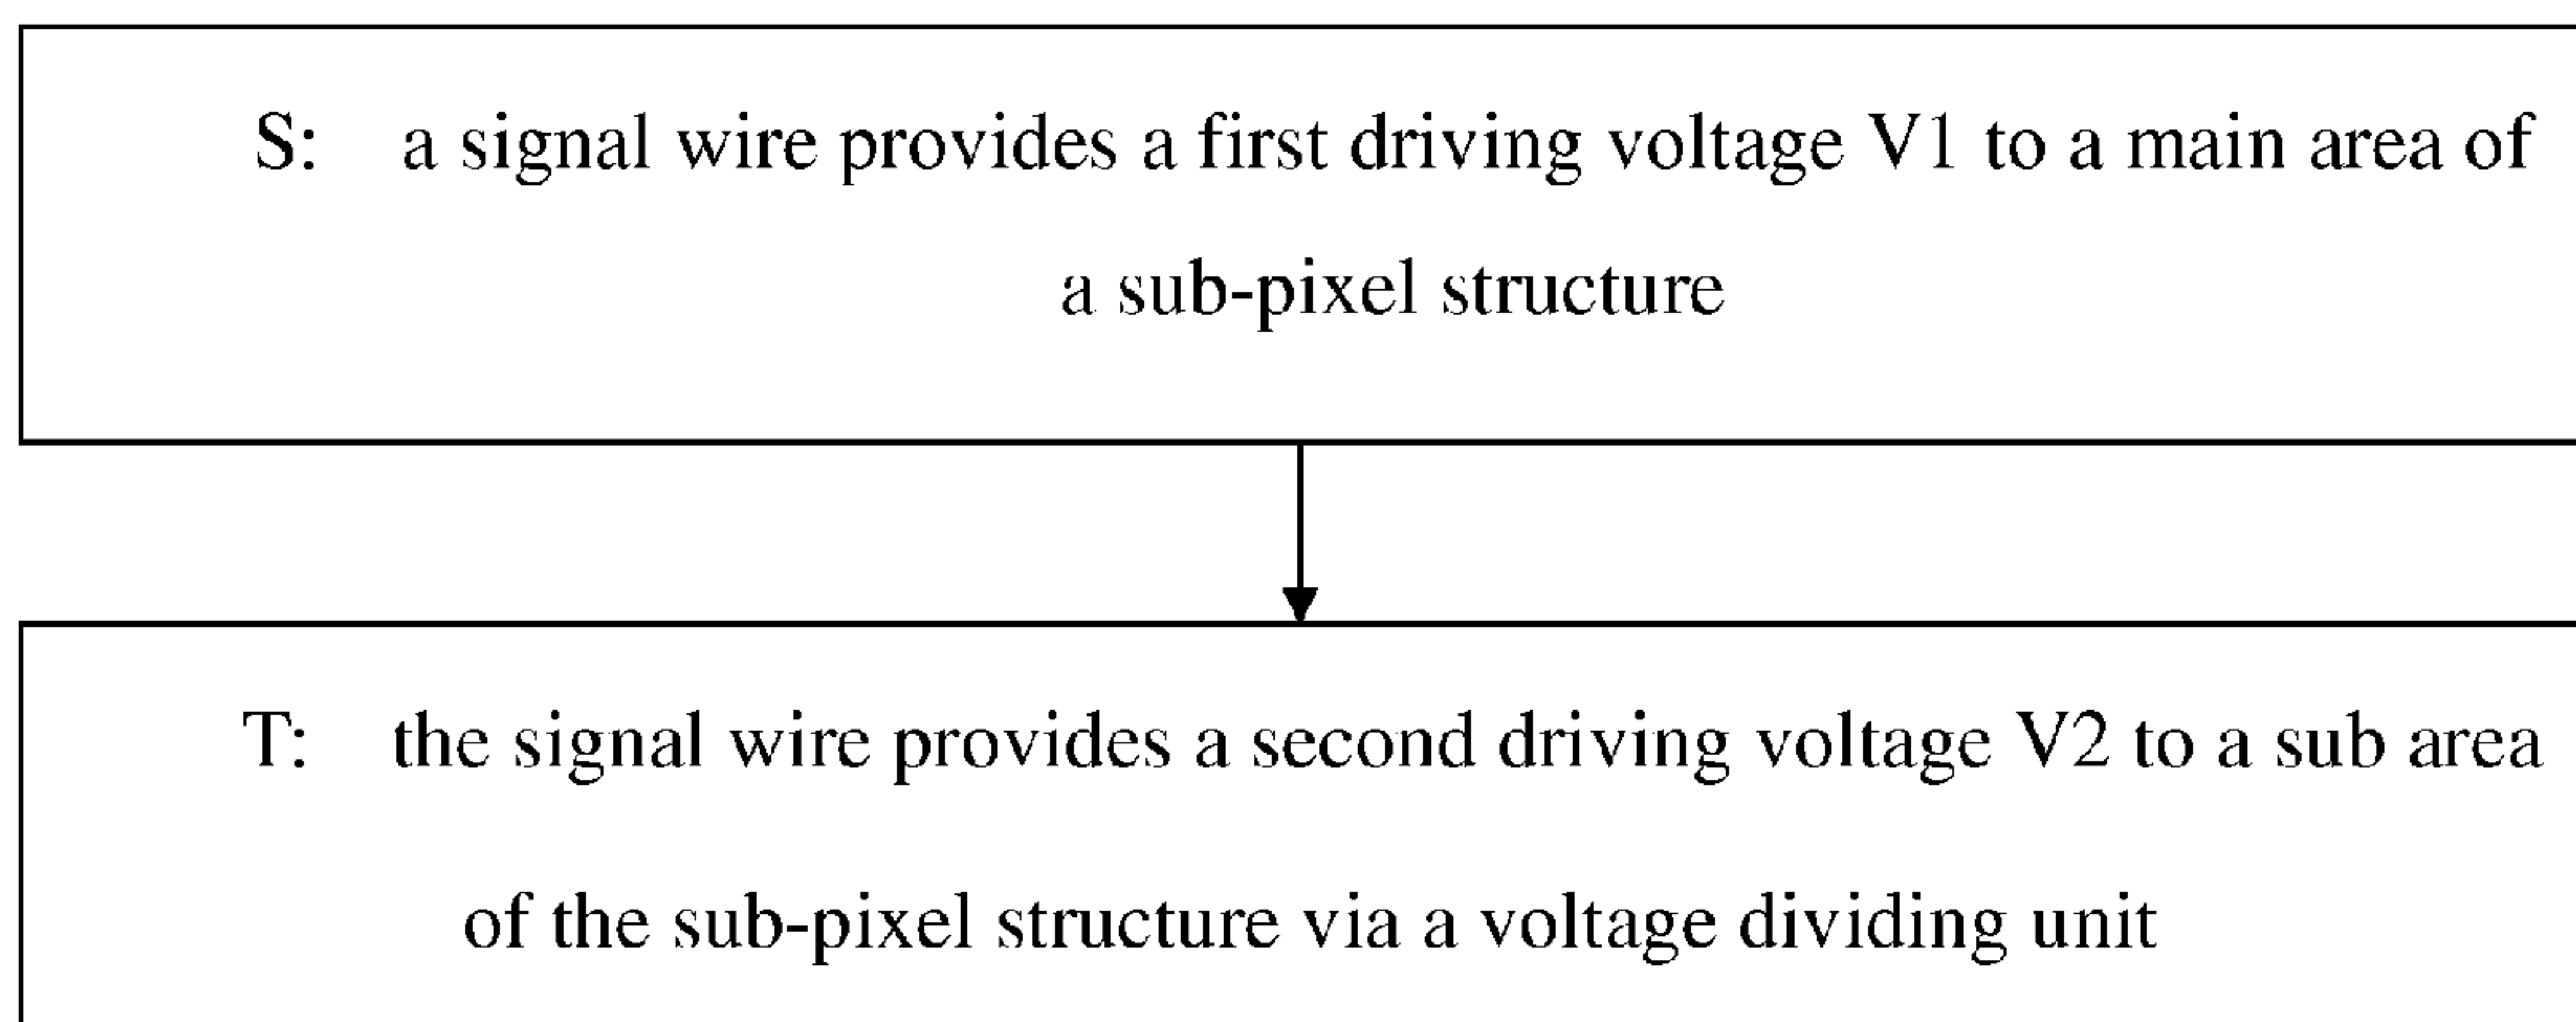 S: a signal wire provides a first driving voltage V1 to a main area of
a sub-pixel structure
T: the signal wire provides a second driving voltage V2 to a sub area
of the sub-pixel structure via a voltage dividing unit